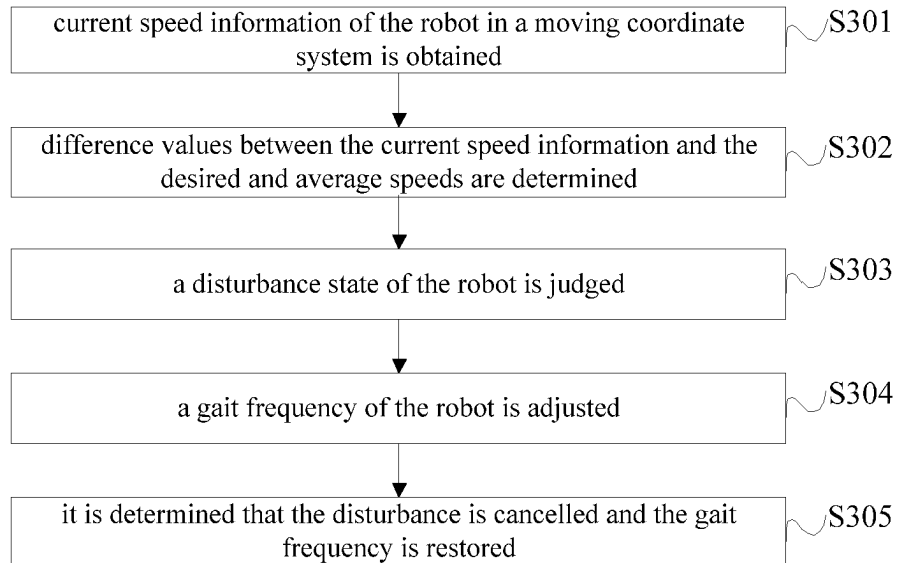 current speed information of the robot in a moving coordinate
system is obtained
S301
difference values between the current speed information and the
desired and average speeds are determined
S302
a disturbance state of the robot is judged
S303
a gait frequency of the robot is adjusted
S304
it is determined that the disturbance is cancelled and the gait
frequency is restored
S305